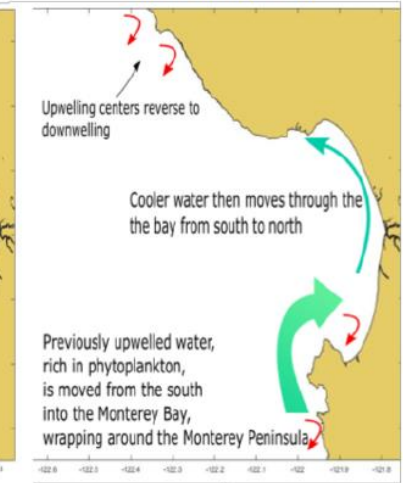 Upwelling centers reverse to
downwelling
Cooler water then moves through the
the bay from south to north
Previously upwelled water,
rich in phytoplankton,
is moved from the south
into the Monterey Bay,
wrapping around the Monterey Peninsula
-122.6 -122.5 -122.4 -122.3 -122.2 -122.1 -122 -121.9 -121.8